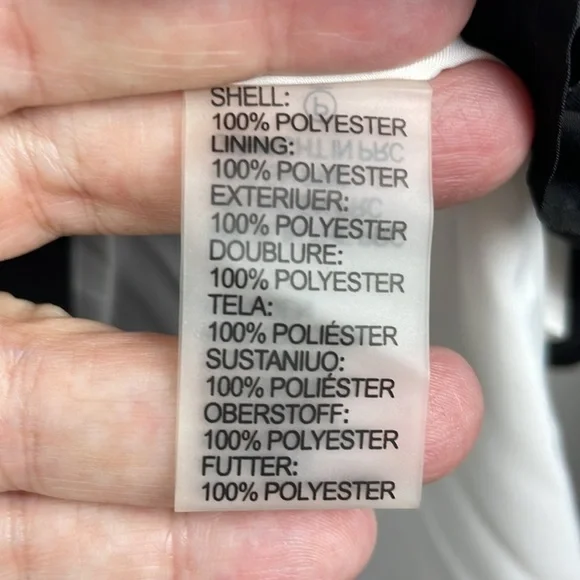 SHELL:
100% POLYESTER
LINING:
100% POLYESTER
EXTERIUER:
100% POLYESTER
DOUBLURE:
100% POLYESTER
TELA:
100% POLIÉSTER
SUSTANIUO:
100% POLIÉSTER
OBERSTOFF:
100% POLYESTER
FUTTER:
100% POLYESTER